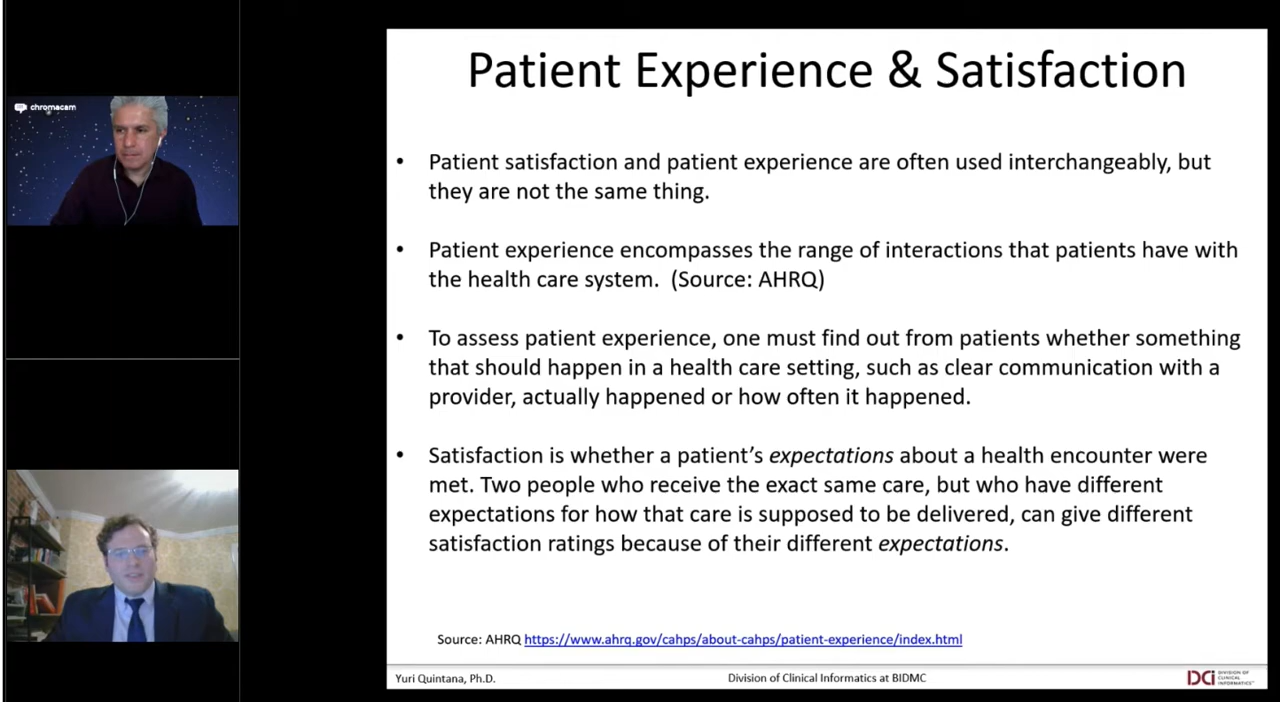 chromacam
Patient Experience & Satisfaction
• Patient satisfaction and patient experience are often used interchangeably, but
they are not the same thing.
• Patient experience encompasses the range of interactions that patients have with
the health care system.  (Source: AHRQ)
• To assess patient experience, one must find out from patients whether something
that should happen in a health care setting, such as clear communication with a
provider, actually happened or how often it happened.
• Satisfaction is whether a patient’s expectations about a health encounter were
met. Two people who receive the exact same care, but who have different
expectations for how that care is supposed to be delivered, can give different
satisfaction ratings because of their different expectations.
Source: AHRQ https://www.ahrq.gov/cahps/about-cahps/patient-experience/index.html
Yuri Quintana, Ph.D.
Division of Clinical Informatics at BIDMC
DCi
DIVISION OF
CLINICAL
INFORMATICS